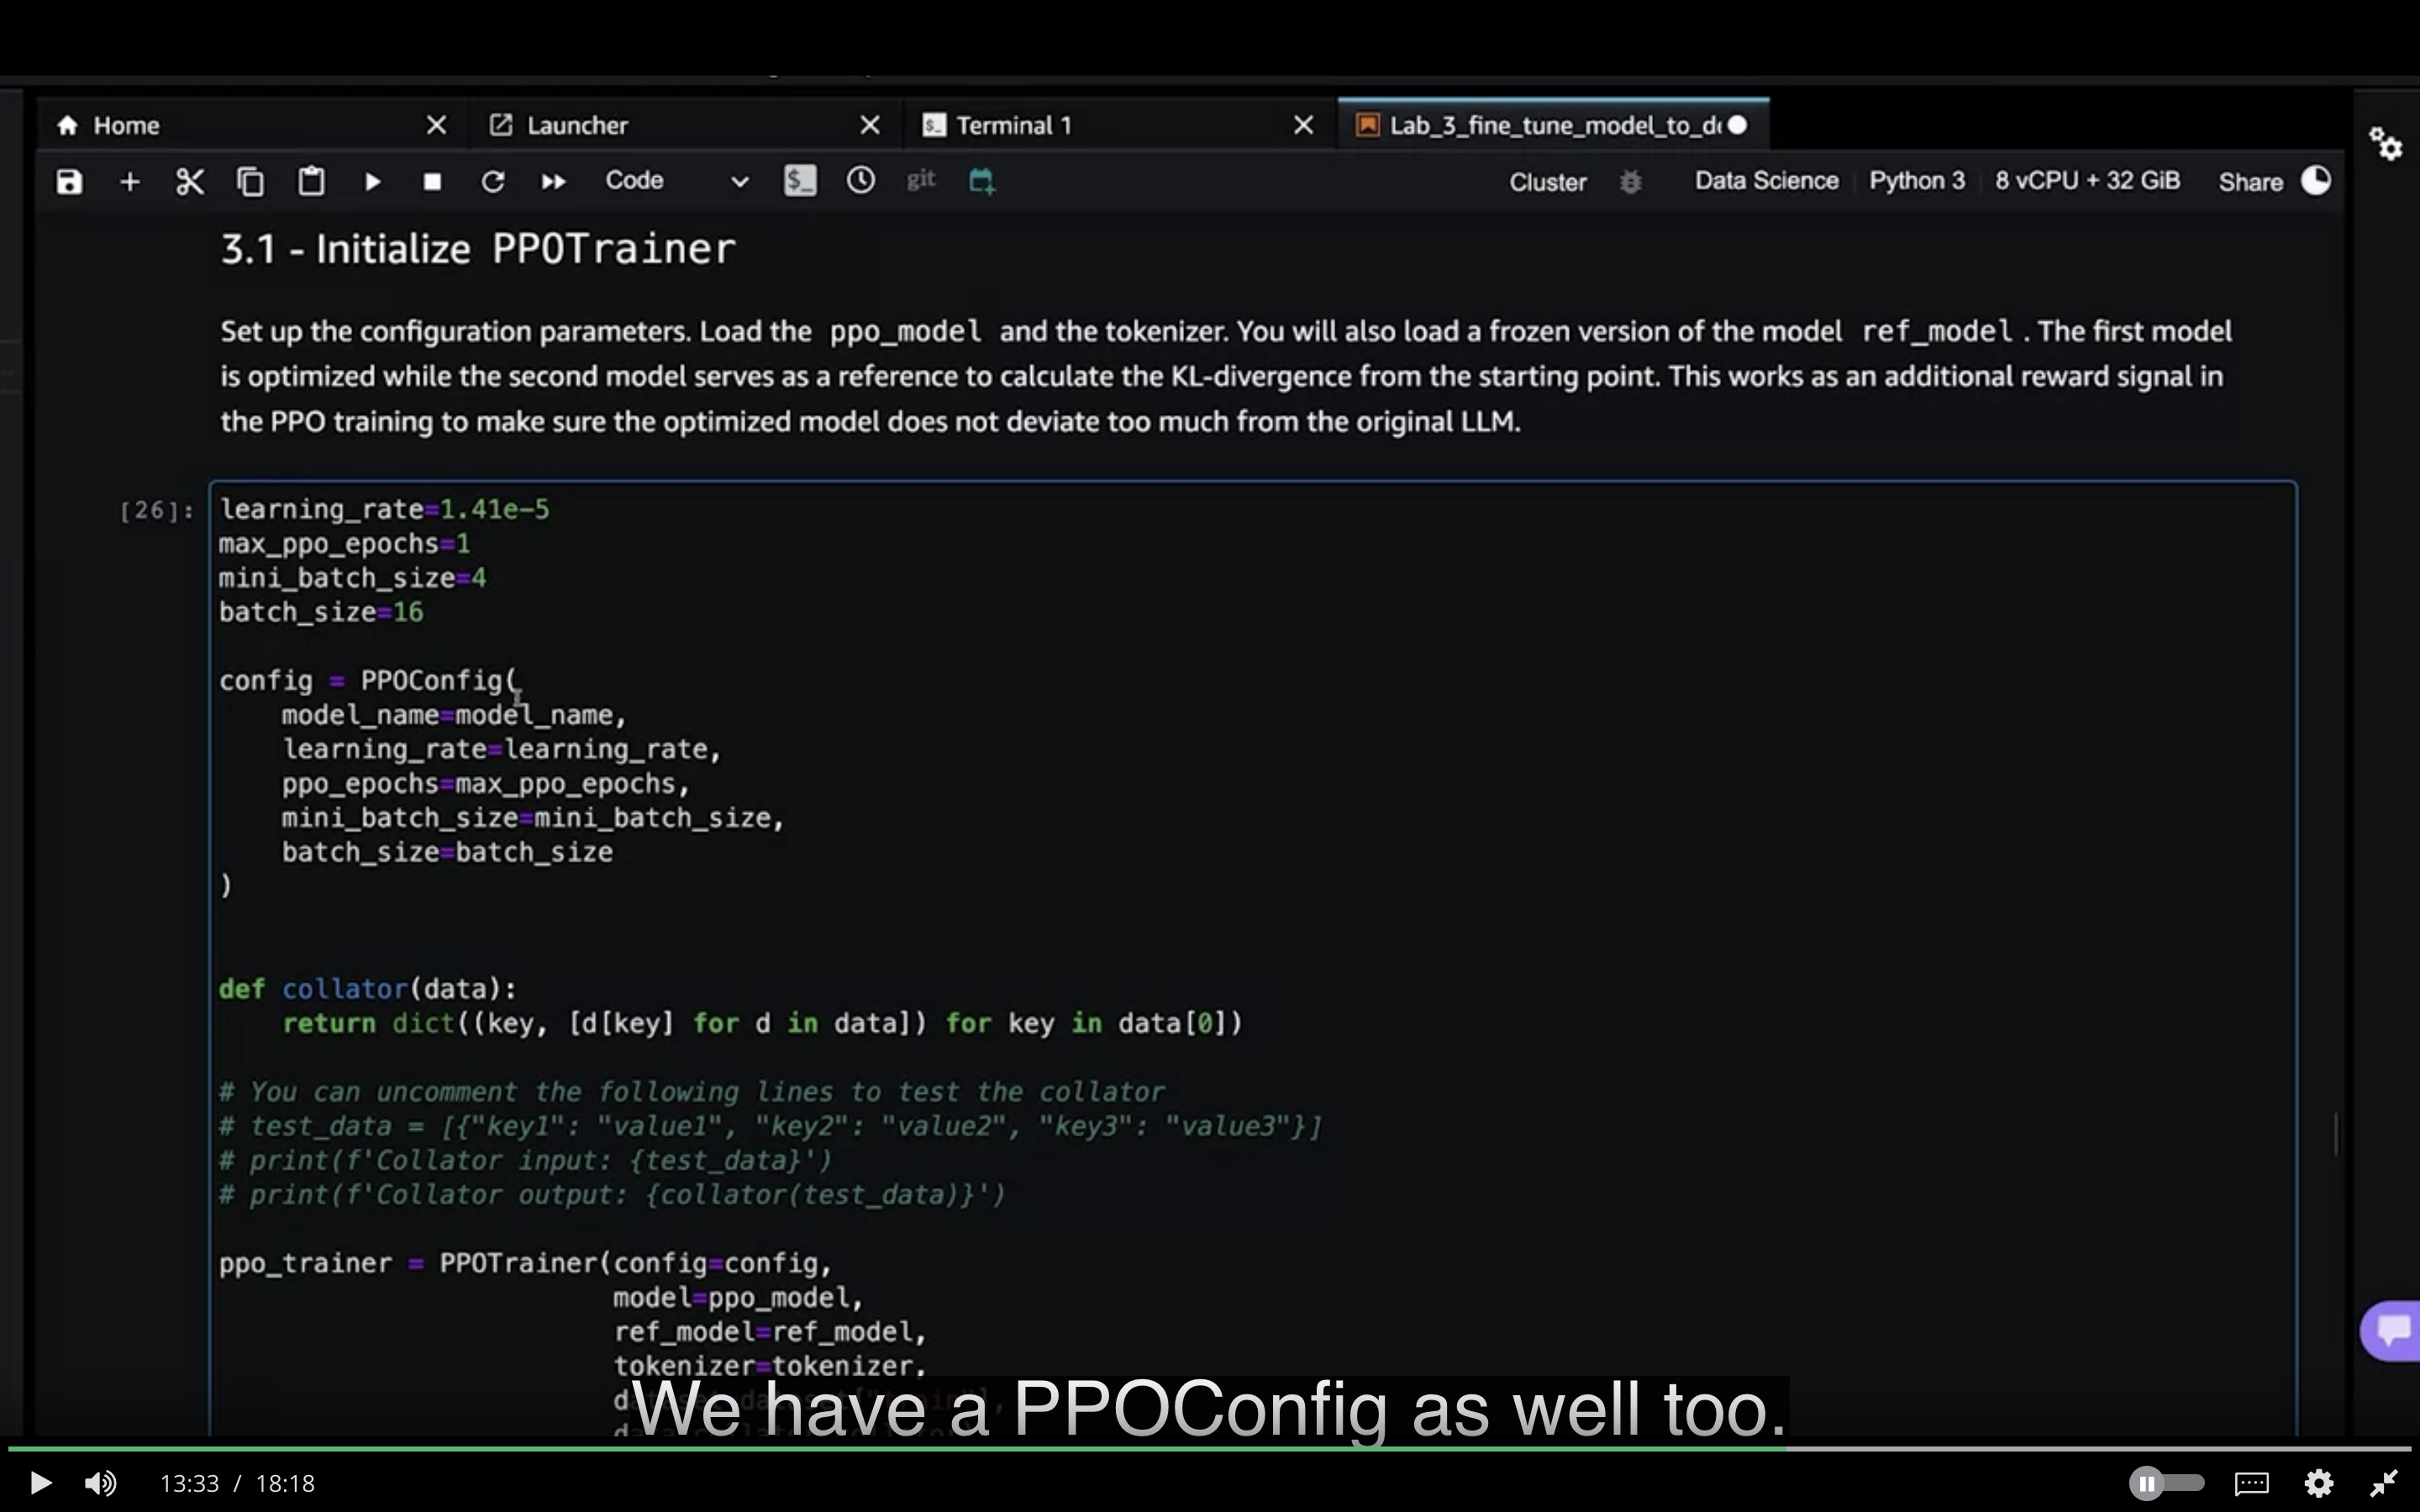 Home
Launcher
Terminal 1
Lab_3_fine_tune_model_to_d
Code
git
Cluster
Data Science
Python 3
8 vCPU + 32 GiB
Share
3.1 - Initialize PPOTrainer
Set up the configuration parameters. Load the ppo_model and the tokenizer. You will also load a frozen version of the model ref_model . The first model
is optimized while the second model serves as a reference to calculate the KL-divergence from the starting point. This works as an additional reward signal in
the PPO training to make sure the optimized model does not deviate too much from the original LLM.
[26]:
learning_rate=1.41e-5
max_ppo_epochs=1
mini_batch_size=4
batch_size=16
config = PPOConfig(
model_name=model_name,
learning_rate=learning_rate,
ppo_epochs=max_ppo_epochs,
mini_batch_size=mini_batch_size,
batch_size=batch_size
)
def collator(data):
return dict((key, [d[key] for d in data]) for key in data[0])
# You can uncomment the following lines to test the collator
# test_data = [{"key1": "value1", "key2": "value2", "key3": "value3"}]
# print(f'Collator input: {test_data}')
# print(f'Collator output: {collator(test_data)}')
ppo_trainer = PPOTrainer(config=config,
model=ppo_model,
ref_model=ref_model,
tokenizer=tokenizer,
We have a PPOConfig as well too.
13:33 / 18:18